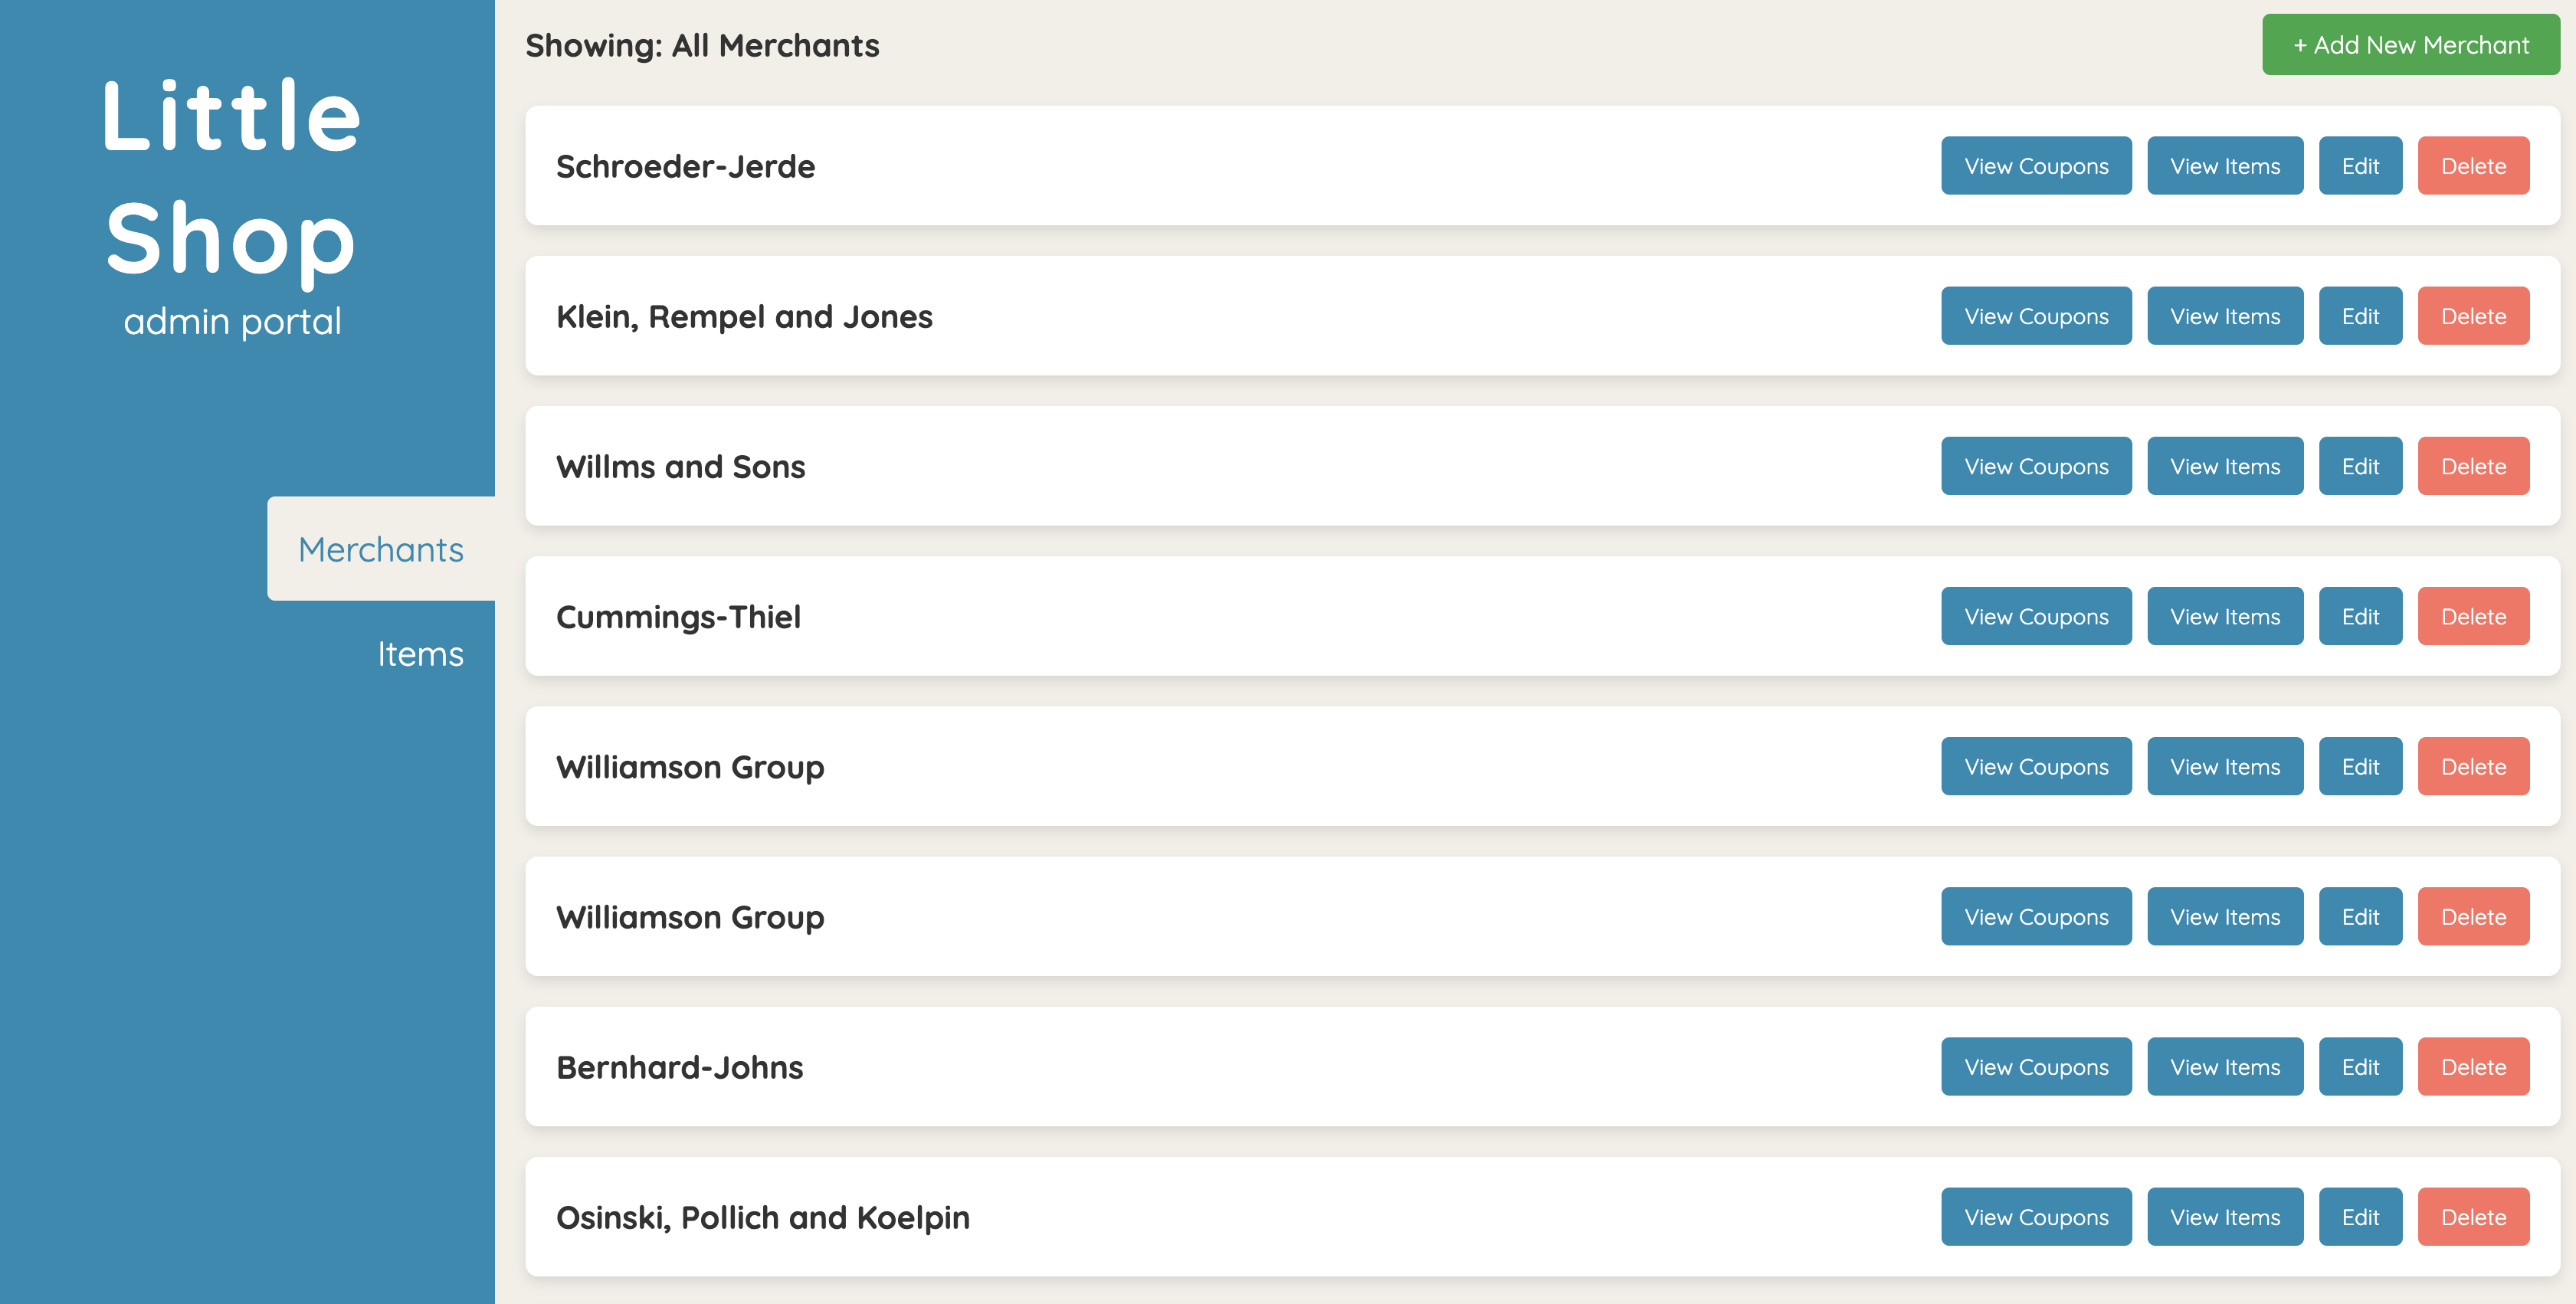 Little
Shop
admin portal
Merchants
Items
Showing: All Merchants
+ Add New Merchant
Schroeder-Jerde
View Coupons View Items Edit Delete
Klein, Rempel and Jones
View Coupons View Items Edit Delete
Willms and Sons
View Coupons View Items Edit Delete
Cummings-Thiel
View Coupons View Items Edit Delete
Williamson Group
View Coupons View Items Edit Delete
Williamson Group
View Coupons View Items Edit Delete
Bernhard-Johns
View Coupons View Items Edit Delete
Osinski, Pollich and Koelpin
View Coupons View Items Edit Delete